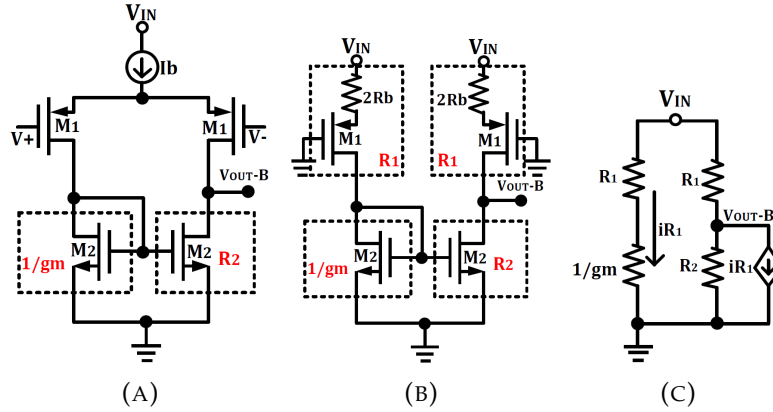 VIN
Ib
V+
M1
M1
V-
VOUT-B
1/gm
M2
M2
R2
(A)
VIN
VIN
2Rb
2Rb
M1
M1
R1
R1
VOUT-B
1/gm
M2
M2
R2
(B)
VIN
R1
R1
iR1
VOUT-B
1/gm
R2
iR1
(C)